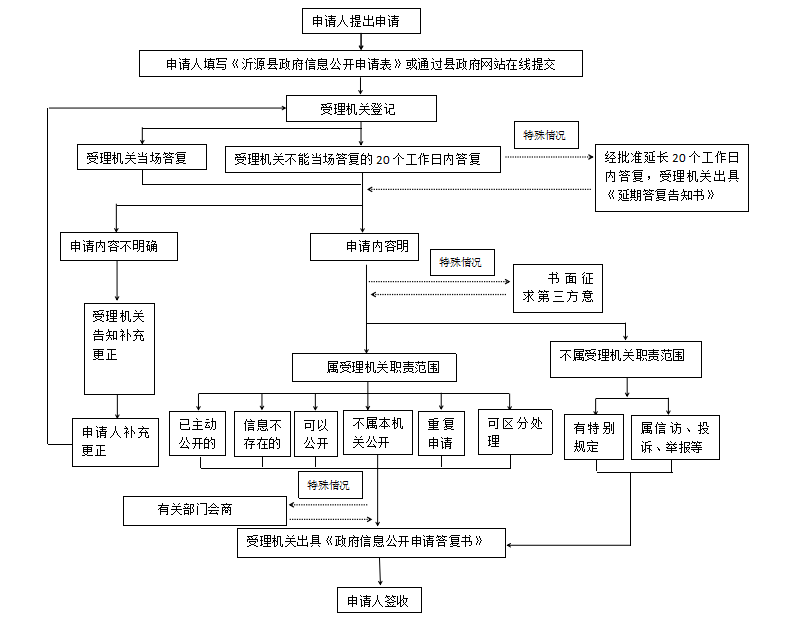 申请人提出申请
申请人填写《沂源县政府信息公开申请表》或通过县政府网站在线提交
受理机关登记
特殊情况
受理机关当场答复
受理机关不能当场答复的20个工作日内答复
经批准延长20个工作日
内答复，受理机关出具
《延期答复告知书》
申请内容不明确
申请内容明
特殊情况
书面征
求第三方意
受理机关
告知补充
更正
属受理机关职责范围
不属受理机关职责范围
申请人补充
更正
已主动
公开的
信息不
存在的
可以
公开
不属本机
关公开
重复
申请
可区分处
理
有特别
规定
属信访、投
诉、举报等
特殊情况
有关部门会商
受理机关出具《政府信息公开申请答复书》
申请人签收